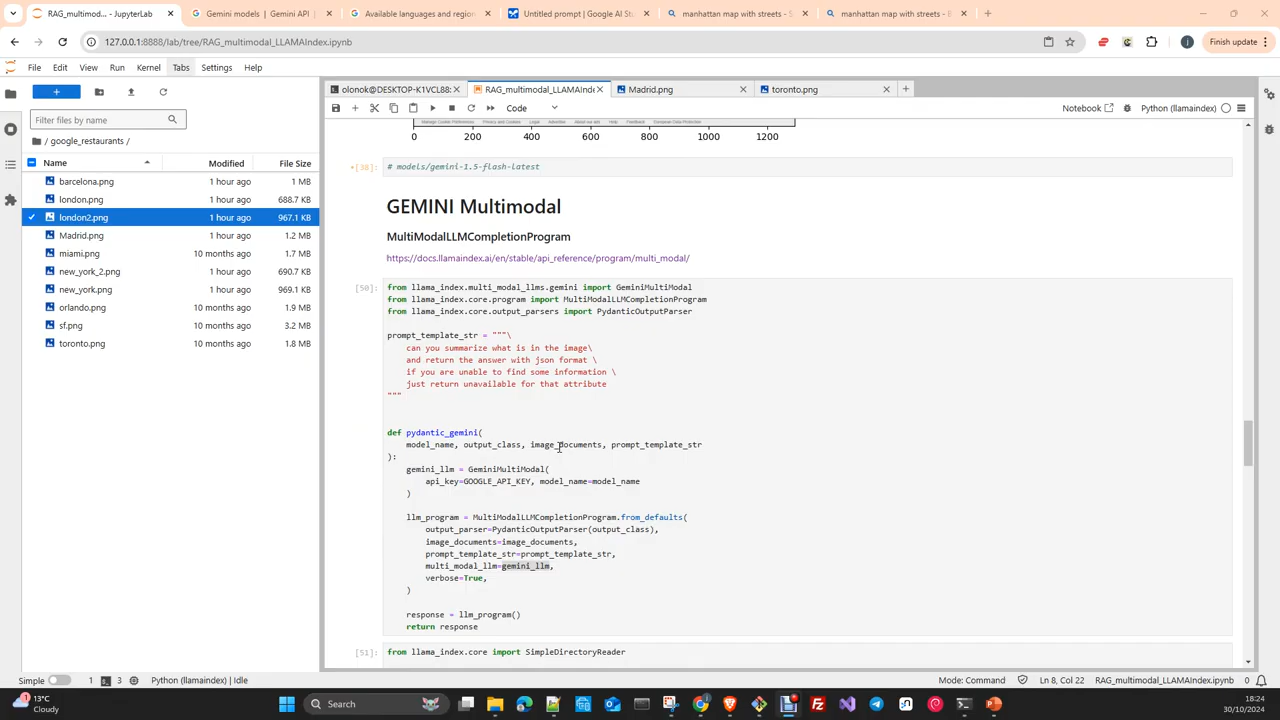 RAG_multimod... - JupyterLab
Gemini models | Gemini API
Available languages and region
Untitled prompt | Google AI Stu
manhattan map with streets - S
manhattan map with streets - B
127.0.0.1:8888/lab/tree/RAG_multimodal_LLAMAIndex.ipynb
Finish update
File Edit View Run Kernel Tabs Settings Help
olonok@DESKTOP-K1VCL88:
RAG_multimodal_LLAMAInde
Madrid.png
toronto.png
Filter files by name
Code
Notebook
Python (llamaindex)
/ google_restaurants /
Name Modified File Size
barcelona.png 1 hour ago 1 MB
london.png 1 hour ago 688.7 KB
london2.png 1 hour ago 967.1 KB
Madrid.png 1 hour ago 1.2 MB
miami.png 10 months ago 1.7 MB
new_york_2.png 1 hour ago 690.7 KB
new_york.png 1 hour ago 969.1 KB
orlando.png 10 months ago 1.9 MB
sf.png 10 months ago 3.2 MB
toronto.png 10 months ago 1.8 MB
0 200 400 600 800 1000 1200
[38]: # models/gemini-1.5-flash-latest
GEMINI Multimodal
MultiModalLLMCompletionProgram
https://docs.llamaindex.ai/en/stable/api_reference/program/multi_modal/
[50]: from llama_index.multi_modal_llms.gemini import GeminiMultiModal
from llama_index.core.program import MultiModalLLMCompletionProgram
from llama_index.core.output_parsers import PydanticOutputParser
prompt_template_str = """\
can you summarize what is in the image\
and return the answer with json format \
if you are unable to find some information \
just return unavailable for that attribute
"""
def pydantic_gemini(
model_name, output_class, image_documents, prompt_template_str
):
gemini_llm = GeminiMultiModal(
api_key=GOOGLE_API_KEY, model_name=model_name
)
llm_program = MultiModalLLMCompletionProgram.from_defaults(
output_parser=PydanticOutputParser(output_class),
image_documents=image_documents,
prompt_template_str=prompt_template_str,
multi_modal_llm=gemini_llm,
verbose=True,
)
response = llm_program()
return response
[51]: from llama_index.core import SimpleDirectoryReader
Simple 1 3 Python (llamaindex) | Idle
Mode: Command Ln 8, Col 22 RAG_multimodal_LLAMAIndex.ipynb 0
13°C
Cloudy
Search
18:24
30/10/2024